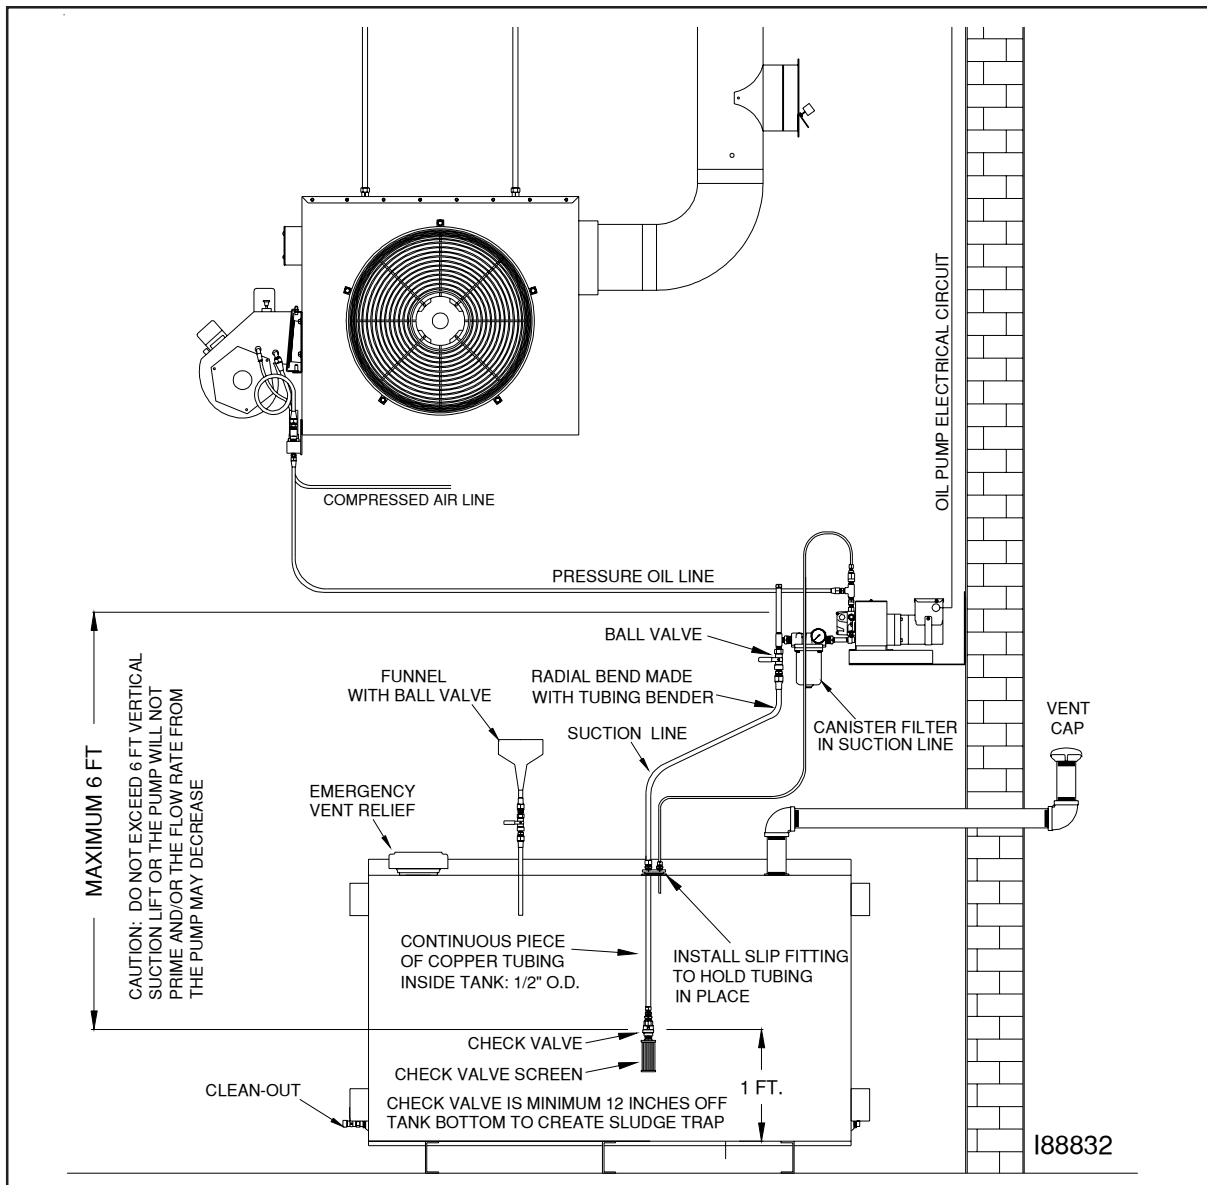 OIL PUMP ELECTRICAL CIRCUIT
COMPRESSED AIR LINE
PRESSURE OIL LINE
BALL VALVE
FUNNEL
WITH BALL VALVE
RADIAL BEND MADE
WITH TUBING BENDER
SUCTION LINE
CANISTER FILTER
IN SUCTION LINE
VENT
CAP
MAXIMUM 6 FT
CAUTION: DO NOT EXCEED 6 FT VERTICAL
SUCTION LIFT OR THE PUMP WILL NOT
PRIME AND/OR THE FLOW RATE FROM
THE PUMP MAY DECREASE
EMERGENCY
VENT RELIEF
CONTINUOUS PIECE
OF COPPER TUBING
INSIDE TANK: 1/2" O.D.
INSTALL SLIP FITTING
TO HOLD TUBING
IN PLACE
CHECK VALVE
CHECK VALVE SCREEN
1 FT.
CLEAN-OUT
CHECK VALVE IS MINIMUM 12 INCHES OFF
TANK BOTTOM TO CREATE SLUDGE TRAP
I88832